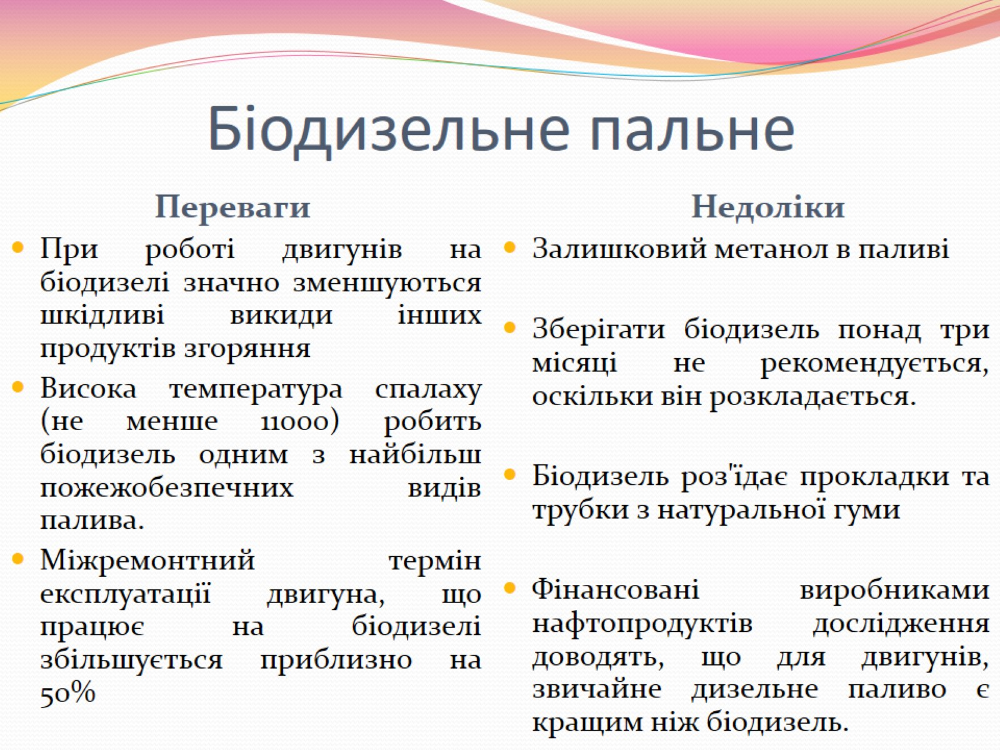 Біодизельне пальне
Переваги
При роботі двигунів на
біодизелі значно зменшуються
шкідливі викиди інших
продуктів згоряння
Висока температура спалаху
(не менше 11000) робить
біодизель одним з найбільш
пожежобезпечних видів
палива.
Міжремонтний термін
експлуатації двигуна, що
працює на біодизелі
збільшується приблизно на
50%
Недоліки
Залишковий метанол в паливі
Зберігати біодизель понад три
місяці не рекомендується,
оскільки він розкладається.
Біодизель роз'їдає прокладки та
трубки з натуральної гуми
Фінансовані виробниками
нафтопродуктів дослідження
доводять, що для двигунів,
звичайне дизельне паливо є
кращим ніж біодизель.